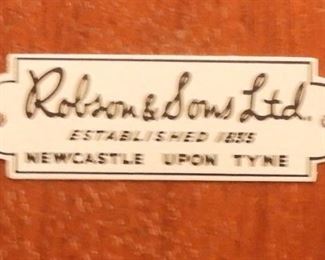 Robson & Sons Ltd.
ESTABLISHED 1835
NEWCASTLE UPON TYNE